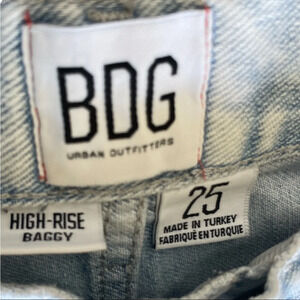 BDG
URBAN OUTFITTERS
HIGH-RISE
BAGGY
25
MADE IN TURKEY
FABRIQUÉ EN TURQUIE